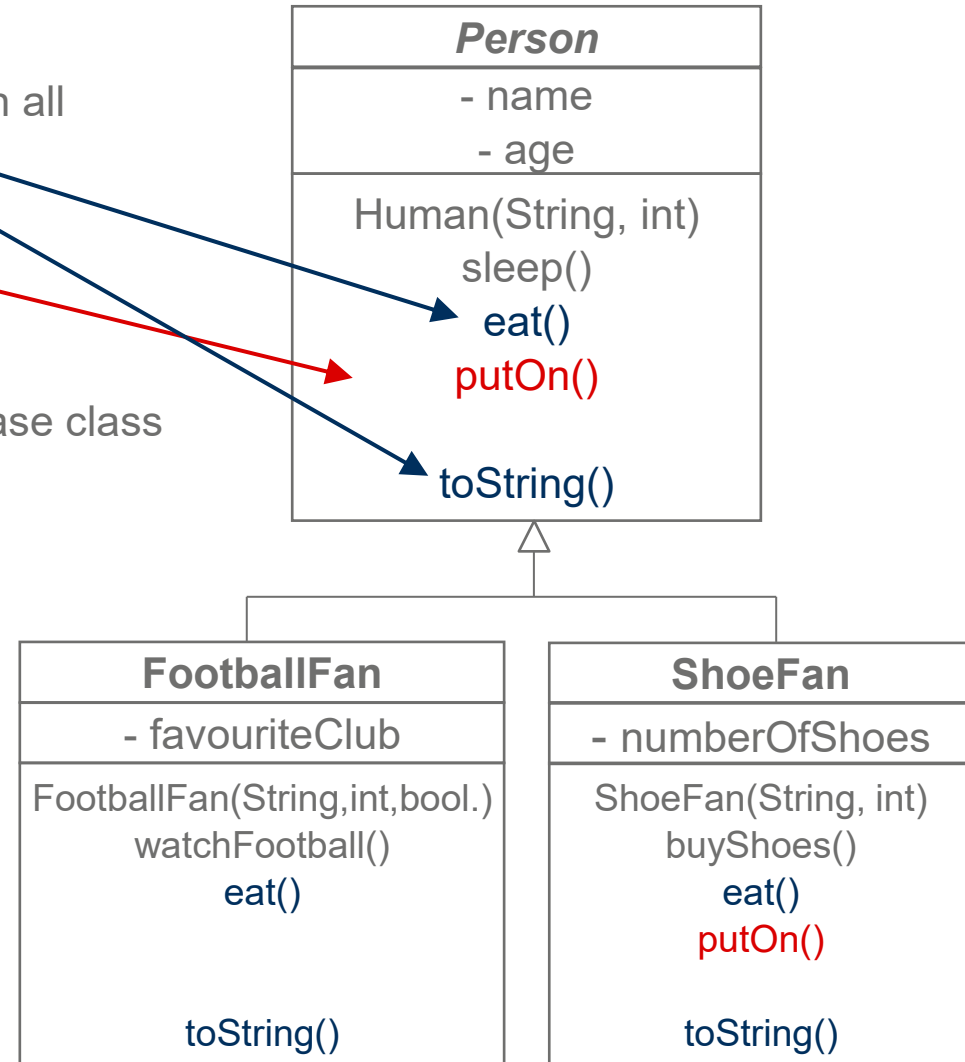 Person
- name
n all
- age
Human(String, int)
sleep()
eat()
putOn()
ase class
toString()
FootballFan
- favouriteClub
FootballFan(String,int,bool.)
watchFootball()
eat()
toString()
ShoeFan
- numberOfShoes
ShoeFan(String, int)
buyShoes()
eat()
putOn()
toString()